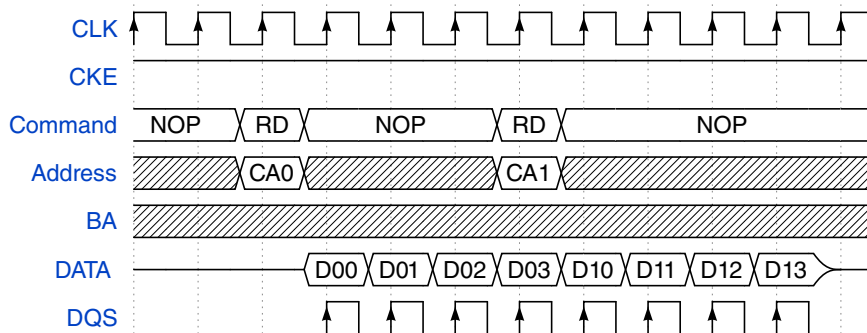 CLK
CKE
Command NOP RD NOP RD NOP
Address CA0 CA1
BA
DATA D00 D01 D02 D03 D10 D11 D12 D13
DQS